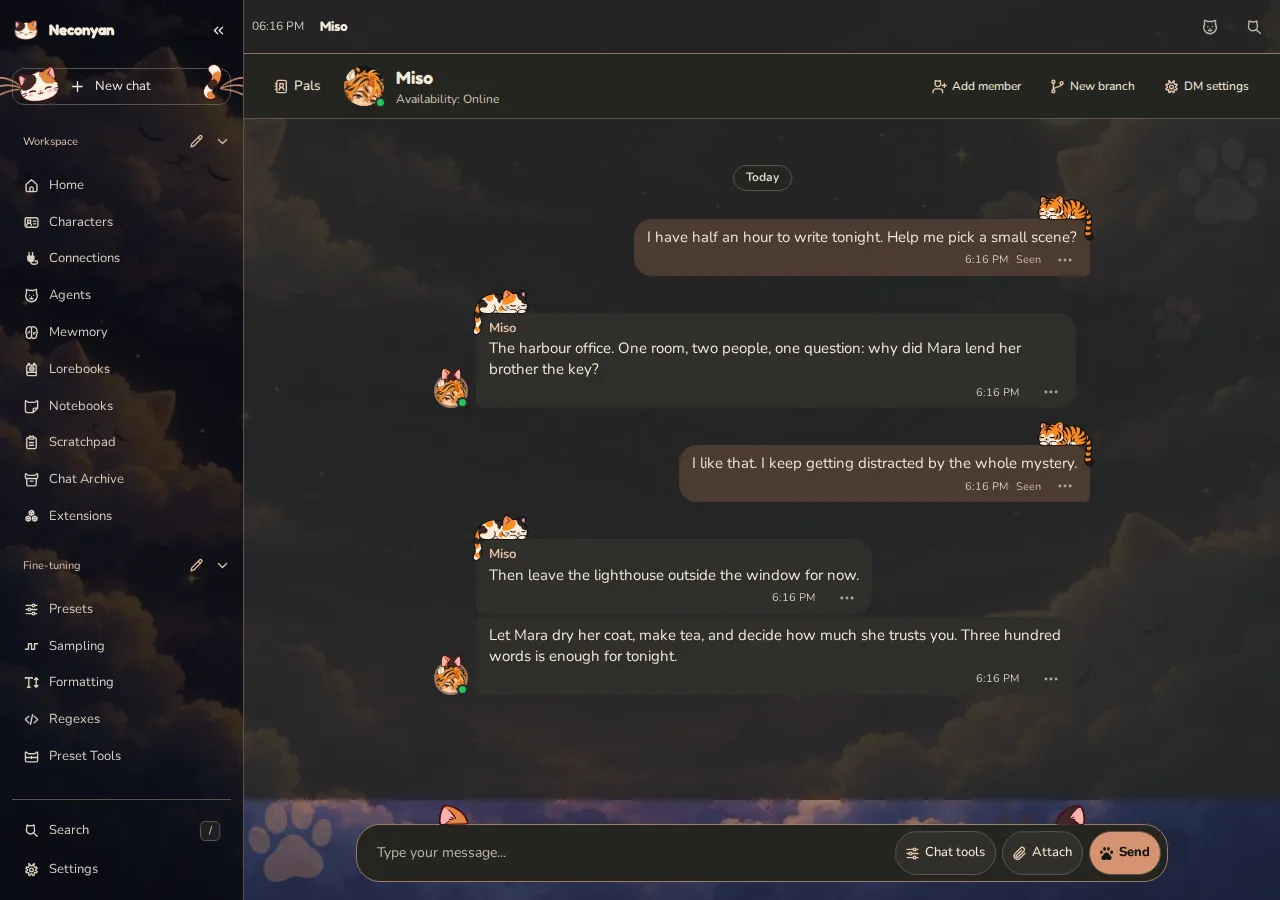 Neconyan
New chat
Workspace
Home
Characters
Connections
Agents
Mewmory
Lorebooks
Notebooks
Scratchpad
Chat Archive
Extensions
Fine-tuning
Presets
Sampling
Formatting
Regexes
Preset Tools
Search /
Settings
06:16 PM Miso
Pals
Miso
Availability: Online
Add member
New branch
DM settings
Today
I have half an hour to write tonight. Help me pick a small scene?
6:16 PM Seen
Miso
The harbour office. One room, two people, one question: why did Mara lend her
brother the key?
6:16 PM
I like that. I keep getting distracted by the whole mystery.
6:16 PM Seen
Miso
Then leave the lighthouse outside the window for now.
6:16 PM
Let Mara dry her coat, make tea, and decide how much she trusts you. Three hundred
words is enough for tonight.
6:16 PM
Type your message...
Chat tools
Attach
Send